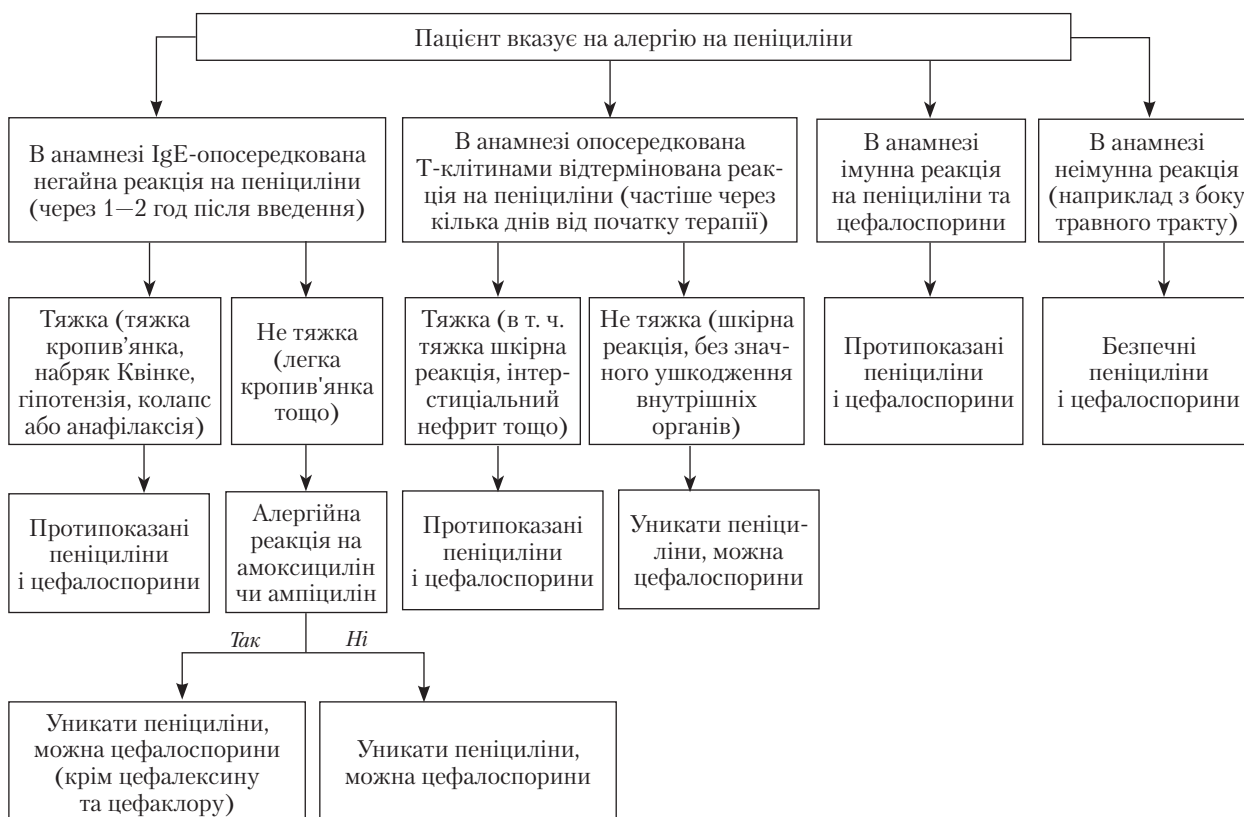 Пацієнт вказує на алергію на пеніциліни
В анамнезі IgE-опосередкована
негайна реакція на пеніциліни
(через 1—2 год після введення)
В анамнезі опосередкована
Т-клітинами відтермінована реак-
ція на пеніциліни (частіше через
кілька днів від початку терапії)
В анамнезі
імунна реакція
на пеніциліни та
цефалоспорини
В анамнезі
неімунна реакція
(наприклад з боку
травного тракту)
Тяжка (тяжка
кропив'янка,
набряк Квінке,
гіпотензія, колапс
або анафілаксія)
Не тяжка
(легка
кропив'янка
тощо)
Тяжка (в т. ч.
тяжка шкірна
реакція, інтер-
стиціальний
нефрит тощо)
Не тяжка (шкірна
реакція, без знач-
ного ушкодження
внутрішніх
органів)
Протипоказані
пеніциліни
і цефалоспорини
Безпечні
пеніциліни
і цефалоспорини
Протипоказані
пеніциліни
і цефалоспорини
Алергійна
реакція на
амоксицилін
чи ампіцилін
Протипоказані
пеніциліни
і цефалоспорини
Уникати пеніци-
ліни, можна
цефалоспорини
Так
Ні
Уникати пеніциліни,
можна цефалоспорини
(крім цефалексину
та цефаклору)
Уникати пеніциліни,
можна цефалоспорини